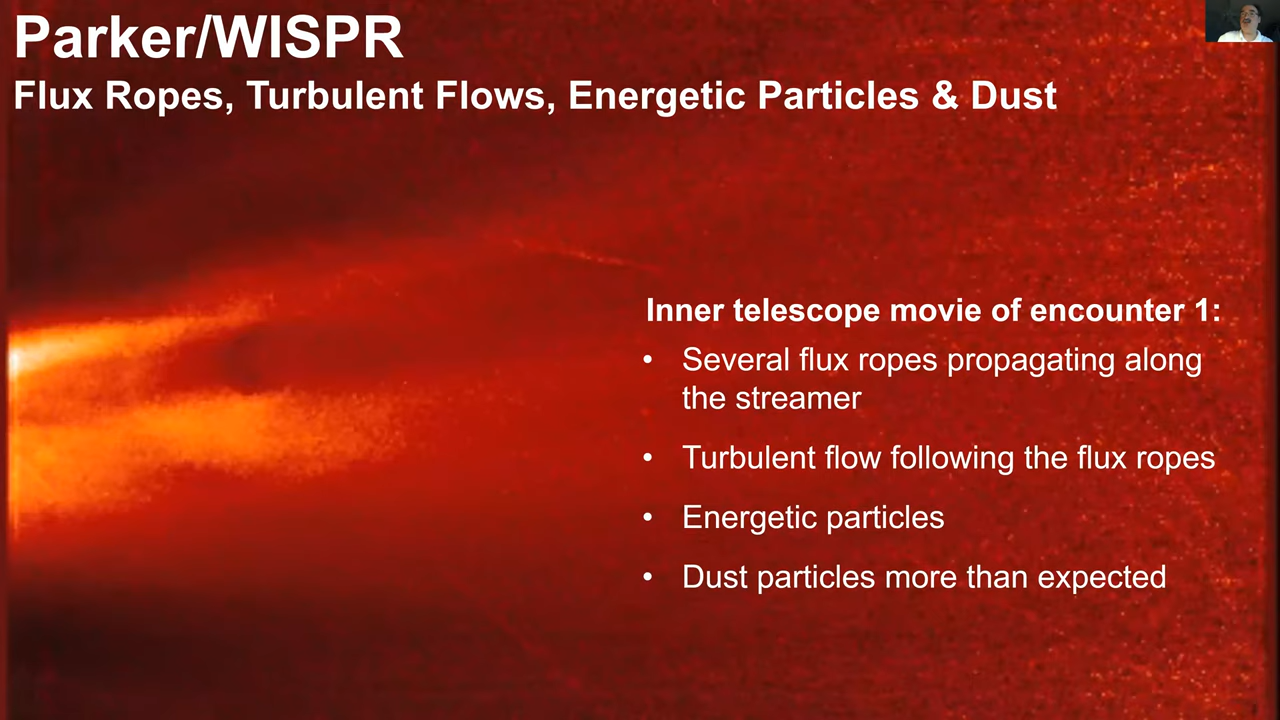 Parker/WISPR
Flux Ropes, Turbulent Flows, Energetic Particles & Dust
Inner telescope movie of encounter 1:
• Several flux ropes propagating along
the streamer
• Turbulent flow following the flux ropes
• Energetic particles
• Dust particles more than expected